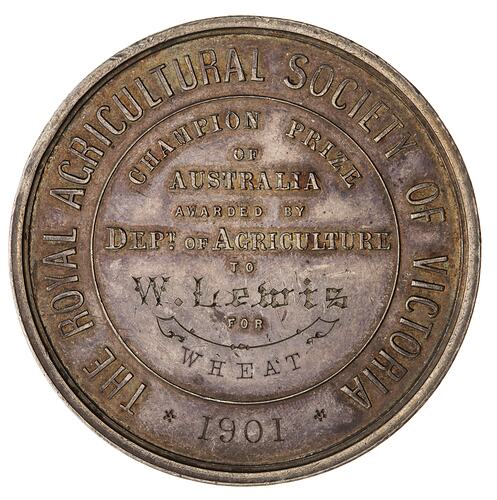 THE ROYAL AGRICULTURAL SOCIETY OF VICTORIA
CHAMPION PRIZE
OF
AUSTRALIA
AWARDED BY
DEPT. OF AGRICULTURE
TO
W. Lewis
FOR
WHEAT
1901